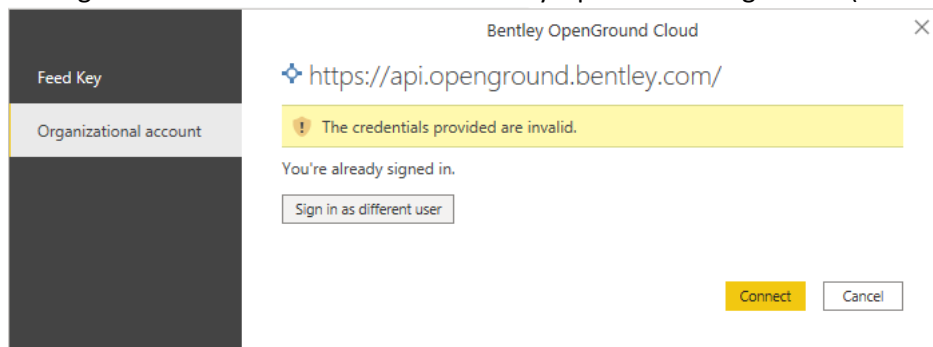 Bentley OpenGround Cloud
Feed Key
https://api.openground.bentley.com/
Organizational account
The credentials provided are invalid.
You're already signed in.
Sign in as different user
Connect
Cancel